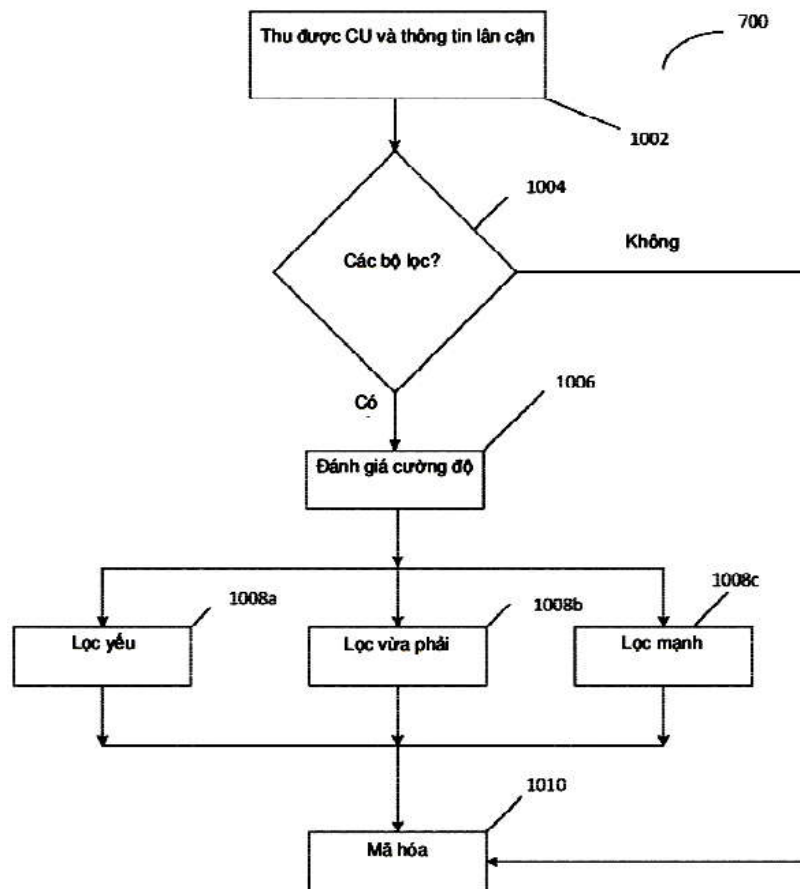 Thu được CU và thông tin lân cận
700
1002
1004
Các bộ lọc?
Không
Có
1006
Đánh giá cường độ
1008a
1008b
1008c
Lọc yếu
Lọc vừa phải
Lọc mạnh
1010
Mã hóa